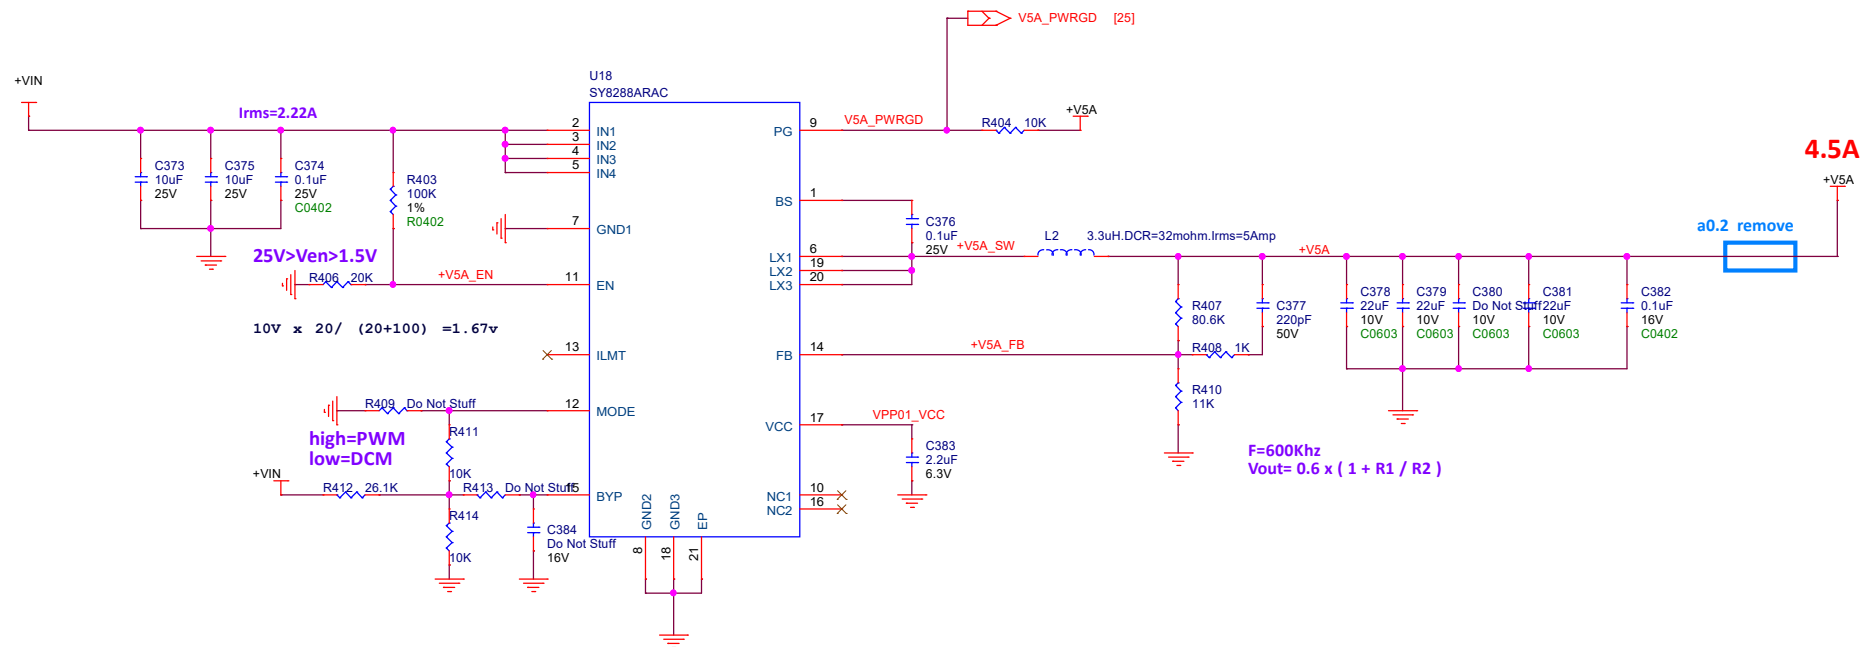 V5A_PWRGD [25]
+VIN
U18
SY8288ARAC
Irms=2.22A
2 IN1
3 IN2
4 IN3
5 IN4
PG 9
V5A_PWRGD
R404 10K
+V5A
4.5A
+V5A
C373
10uF
25V
C375
10uF
25V
C374
0.1uF
25V
C0402
R403
100K
1%
R0402
BS 1
7 GND1
C376
0.1uF
25V
+V5A_SW
L2 3.3uH.DCR=32mohm.Irms=5Amp
+V5A
a0.2 remove
25V>Ven>1.5V
R406 20K
+V5A_EN
11 EN
LX1 6
LX2 19
LX3 20
10V x 20/ (20+100) =1.67v
R407
80.6K
C377
220pF
50V
C378
22uF
10V
C0603
C379
22uF
10V
C0603
C380
Do Not Stuff
10V
C0603
C381
22uF
10V
C0603
C382
0.1uF
16V
C0402
13 ILMT
FB 14
+V5A_FB
R408 1K
R410
11K
R409 Do Not Stuff
12 MODE
high=PWM
low=DCM
R411
10K
VCC 17
VPP01_VCC
C383
2.2uF
6.3V
F=600Khz
Vout= 0.6 x ( 1 + R1 / R2 )
+VIN
R412 26.1K
R413 Do Not Stuff
15 BYP
NC1 10
NC2 16
R414
10K
C384
Do Not Stuff
16V
GND2
GND3
EP
8
18
21